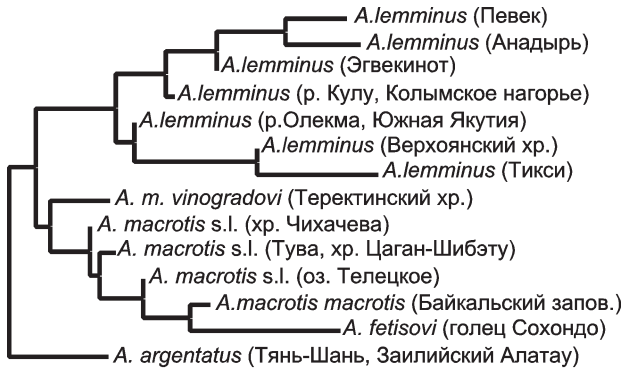 A.lemminus (Певек)
A.lemminus (Анадырь)
A.lemminus (Эгвекинот)
A.lemminus (р. Кулу, Колымское нагорье)
A.lemminus (р.Олекма, Южная Якутия)
A.lemminus (Верхоянский хр.)
A.lemminus (Тикси)
A. m. vinogradovi (Теректинский хр.)
A. macrotis s.l. (хр. Чихачева)
A. macrotis s.l. (Тува, хр. Цаган-Шибэту)
A. macrotis s.l. (оз. Телецкое)
A.macrotis macrotis (Байкальский запов.)
A. fetisovi (голец Сохондо)
A. argentatus (Тянь-Шань, Заилийский Алатау)